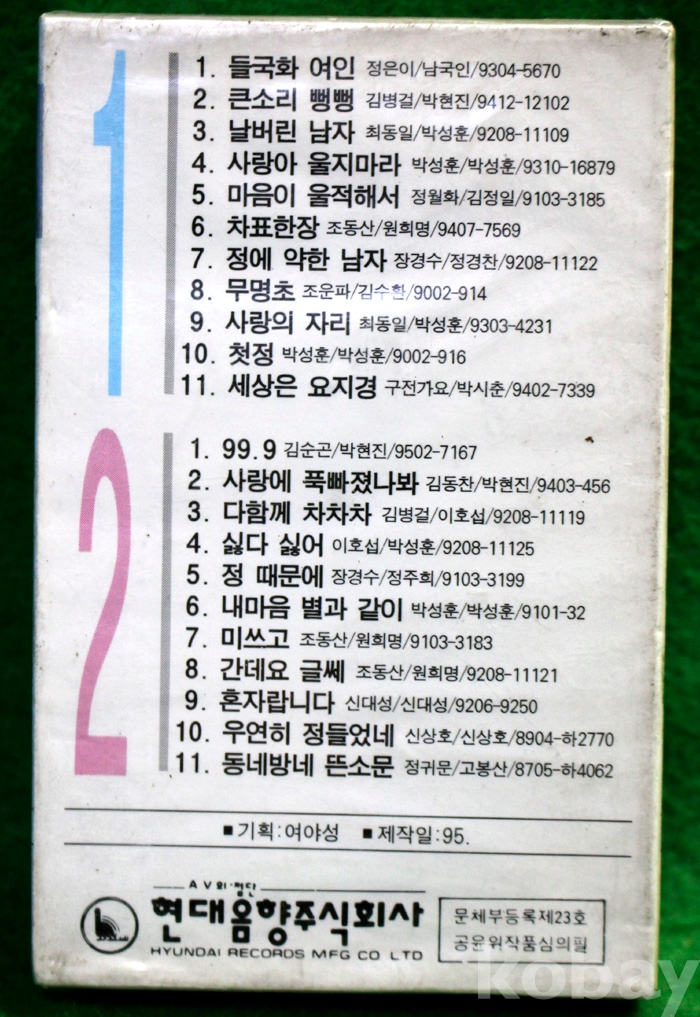 1
1. 들국화 여인 정은이/남국인/9304-5670
2. 큰소리 뻥뻥 김병걸/박현진/9412-12102
3. 날버린 남자 최동일/박성훈/9208-11109
4. 사랑아 울지마라 박성훈/박성훈/9310-16879
5. 마음이 울적해서 정월화/김정일/9103-3185
6. 차표한장 조동산/원희명/9407-7569
7. 정에 약한 남자 장경수/정경찬/9208-11122
8. 무명초 조운파/김수환/9002-914
9. 사랑의 자리 최동일/박성훈/9303-4231
10. 첫정 박성훈/박성훈/9002-916
11. 세상은 요지경 구전가요/박시춘/9402-7339
2
1. 99.9 김순곤/박현진/9502-7167
2. 사랑에 푹빠졌나봐 김동찬/박현진/9403-456
3. 다함께 차차차 김병걸/이호섭/9208-11119
4. 싫다 싫어 이호섭/박성훈/9208-11125
5. 정 때문에 장경수/정주희/9103-3199
6. 내마음 별과 같이 박성훈/박성훈/9101-32
7. 미쓰고 조동산/원희명/9103-3183
8. 간데요 글쎄 조동산/원희명/9208-11121
9. 혼자랍니다 신대성/신대성/9206-9250
10. 우연히 정들었네 신상호/신상호/8904-하2770
11. 동네방네 뜬소문 정귀문/고봉산/8705-하4062
■기획:여야성 ■제작일:95.
AV의·첨단
현대음향주식회사
HYUNDAI RECORDS MFG CO LTD
문체부등록제23호
공윤위작품심의필
kobay